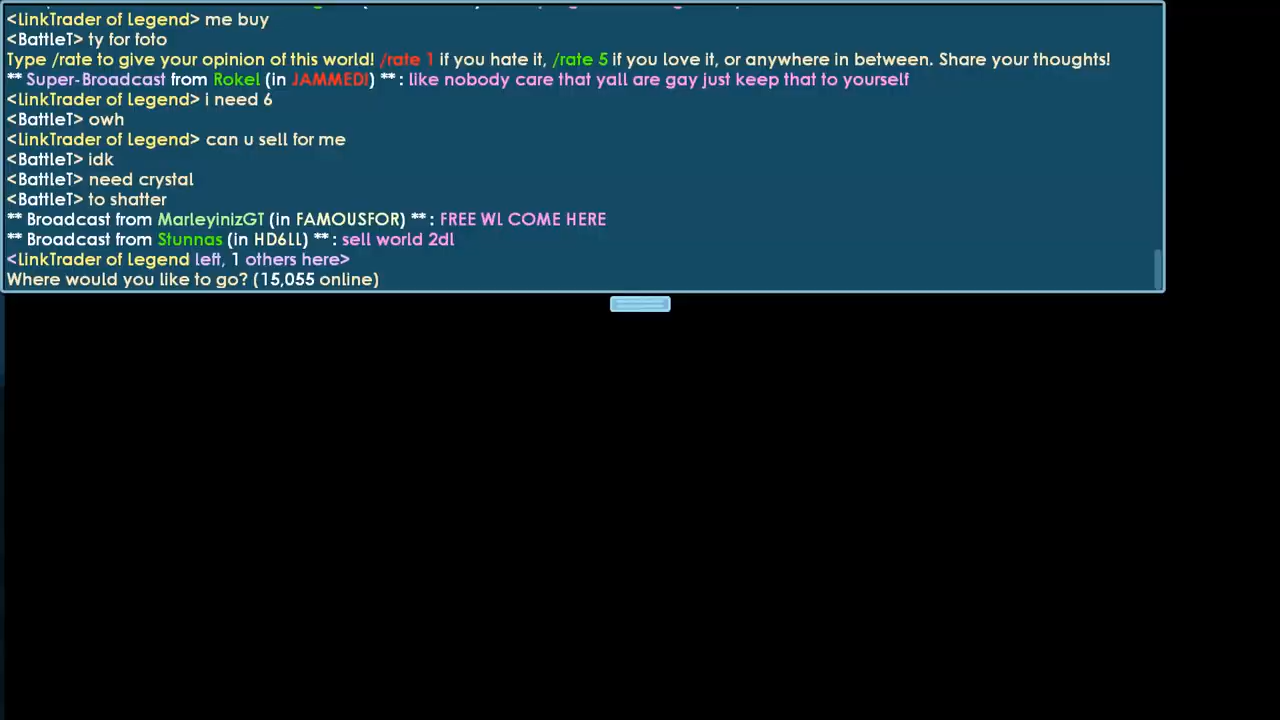 <LinkTrader of Legend> me buy
<BattleT> ty for foto
Type /rate to give your opinion of this world! /rate 1 if you hate it, /rate 5 if you love it, or anywhere in between. Share your thoughts!
** Super-Broadcast from Rokel (in JAMMED!) ** : like nobody care that yall are gay just keep that to yourself
<LinkTrader of Legend> i need 6
<BattleT> owh
<LinkTrader of Legend> can u sell for me
<BattleT> idk
<BattleT> need crystal
<BattleT> to shatter
** Broadcast from MarleyinizGT (in FAMOUSFOR) ** : FREE WL COME HERE
** Broadcast from Stunnas (in HD6LL) ** : sell world 2dl
<LinkTrader of Legend left, 1 others here>
Where would you like to go? (15,055 online)